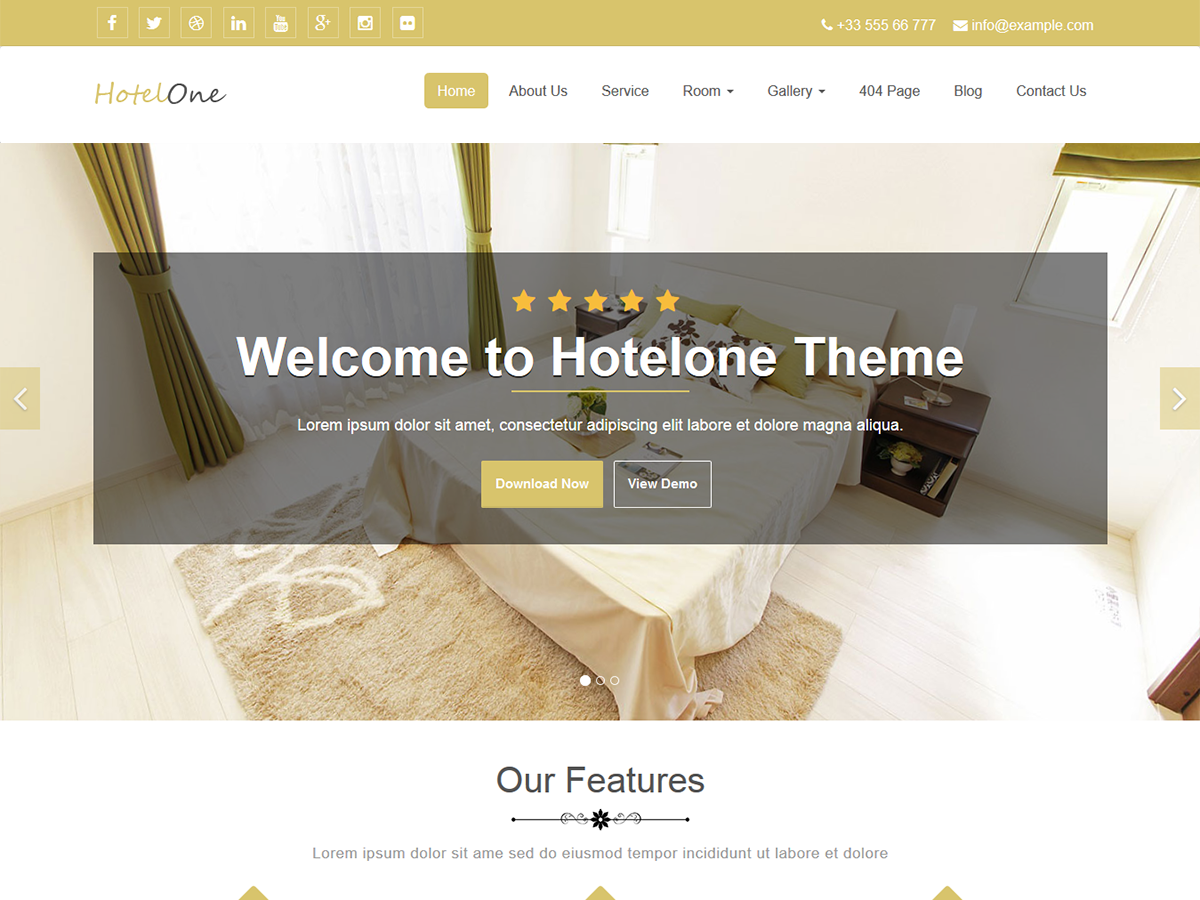 +33 555 66 777 info@example.com
HotelOne
Home About Us Service Room Gallery 404 Page Blog Contact Us
Welcome to Hotelone Theme
Lorem ipsum dolor sit amet, consectetur adipiscing elit labore et dolore magna aliqua.
Download Now View Demo
Our Features
Lorem ipsum dolor sit ame sed do eiusmod tempor incididunt ut labore et dolore